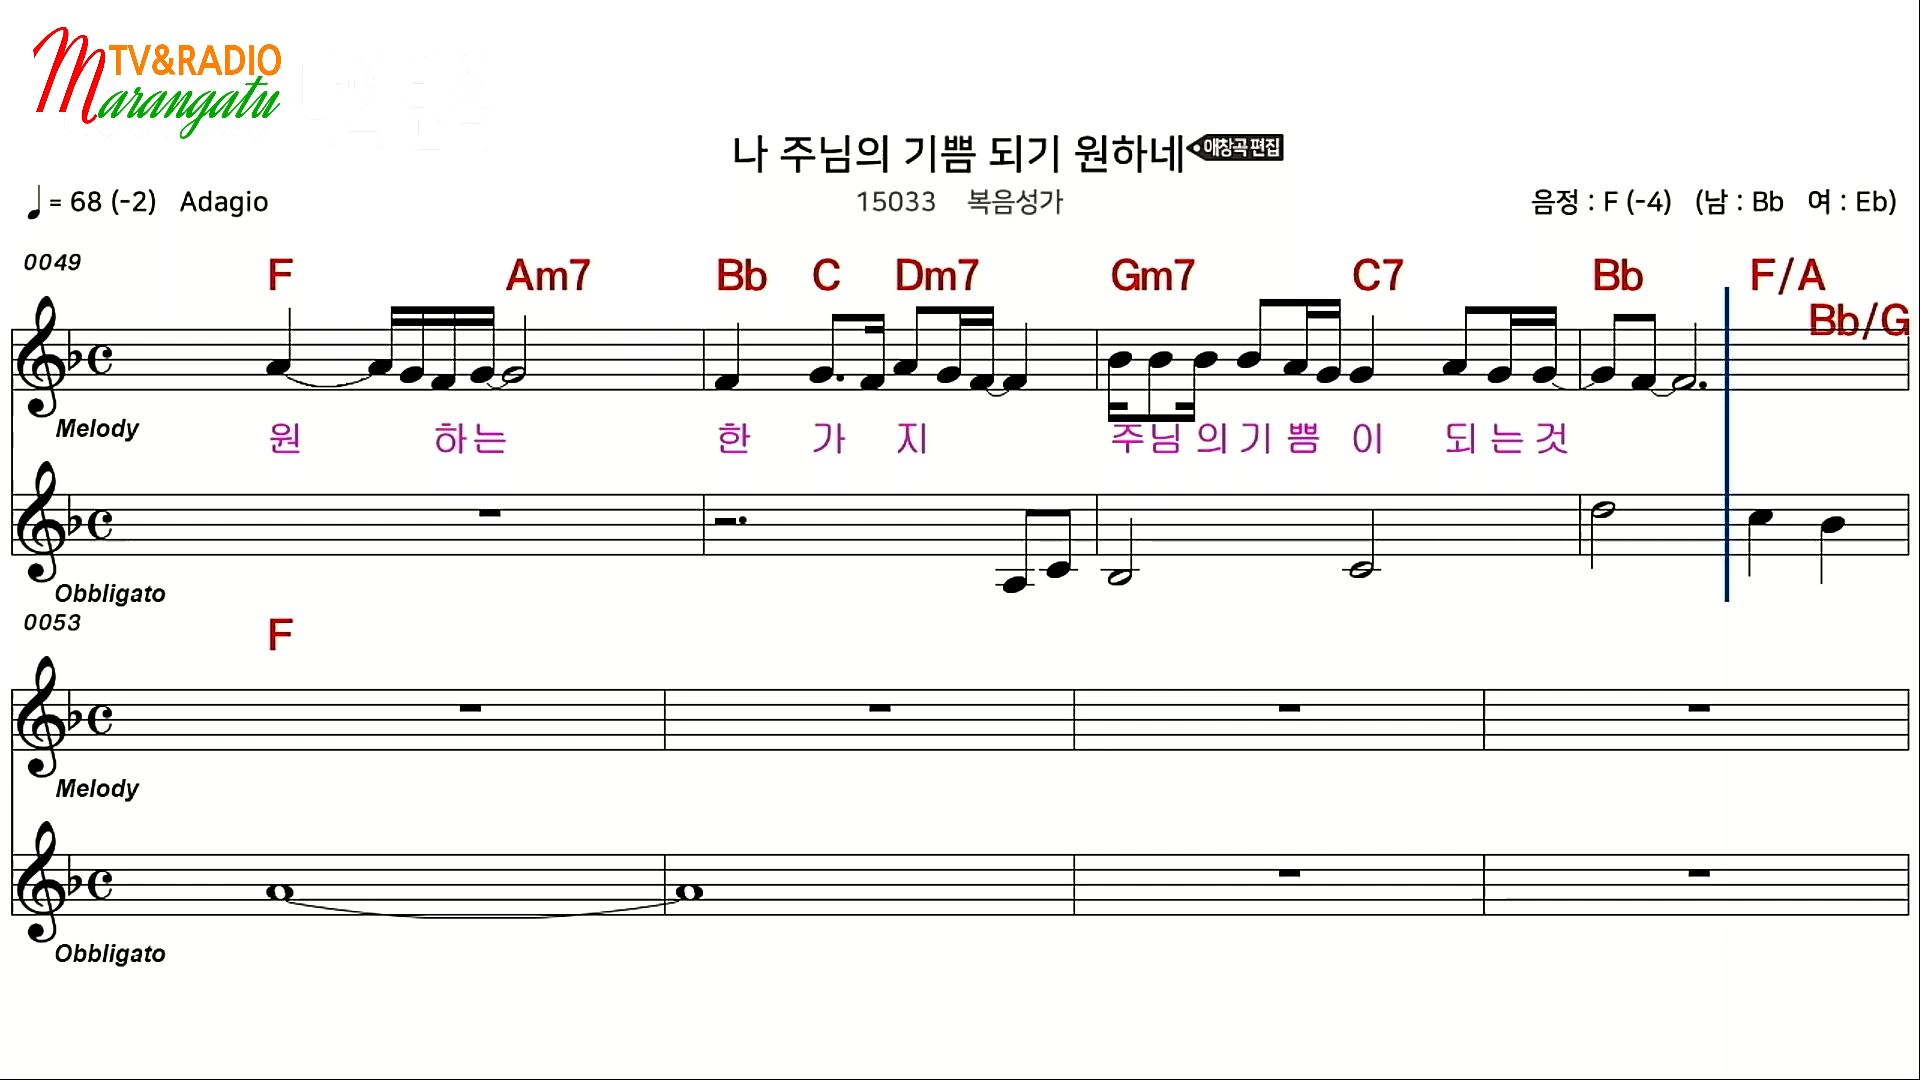 TV&RADIO
Marangatu
나 주님의 기쁨 되기 원하네 애창곡 편집
= 68 (-2) Adagio 15033 복음성가 음정 : F (-4) (남 : Bb 여 : Eb)
0049 F Am7 Bb C Dm7 Gm7 C7 Bb F/A
Bb/G
Melody 원 하는 한 가 지 주님 의 기 쁨 이 되 는 것
Obbligato
0053 F
Melody
Obbligato